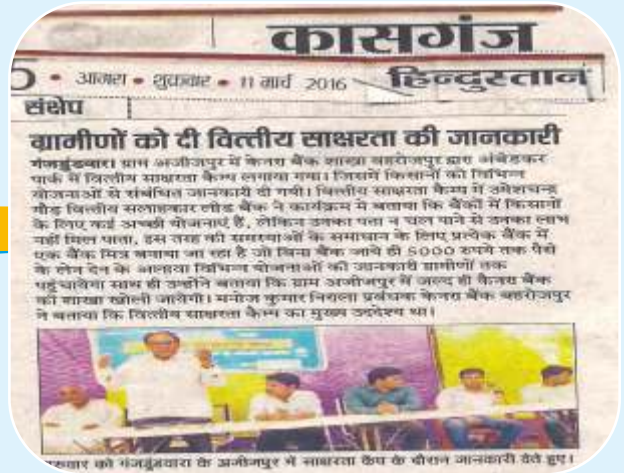 कासगंज
5 • आगरा • शुक्रवार • 11 मार्च 2016 हिन्दुस्तान
संक्षेप
ग्रामीणों को दी वित्तीय साक्षरता की जानकारी
गंजडुंडवारा। ग्राम अजीजपुर में केनरा बैंक शाखा बहरोजपुर द्वारा अंबेडकर
पार्क में वित्तीय साक्षरता कैम्प लगाया गया। जिसमें किसानों को विभिन्न
योजनाओं से संबंधित जानकारी दी गयी। वित्तीय साक्षरता कैम्प में उमेशचन्द्र
गौड़ वित्तीय सलाहकार लीड बैंक ने कार्यक्रम में बताया कि बैंकों में किसानों
के लिए कई अच्छी योजनाएं हैं, लेकिन उनका पता न चल पाने से उनका लाभ
नहीं मिल पाता, इस तरह की समस्याओं के समाधान के लिए प्रत्येक बैंक में
एक बैंक मित्र बनाया जा रहा है जो बिना बैंक जाये ही 5000 रुपये तक पैसे
के लेन देन के अलावा विभिन्न योजनाओं की जानकारी ग्रामीणों तक
पहुंचायेगा साथ ही उन्होंने बताया कि ग्राम अजीजपुर में जल्द ही कैनरा बैंक
की शाखा खोली जायेगी। मनोज कुमार निराला प्रबंधक केनरा बैंक बहरोजपुर
ने बताया कि वित्तीय साक्षरता कैम्प का मुख्य उददेश्य था।
को गंजडुंडवारा के अजीजपुर में साक्षरता कैंप के दौरान जानकारी देते हुए।